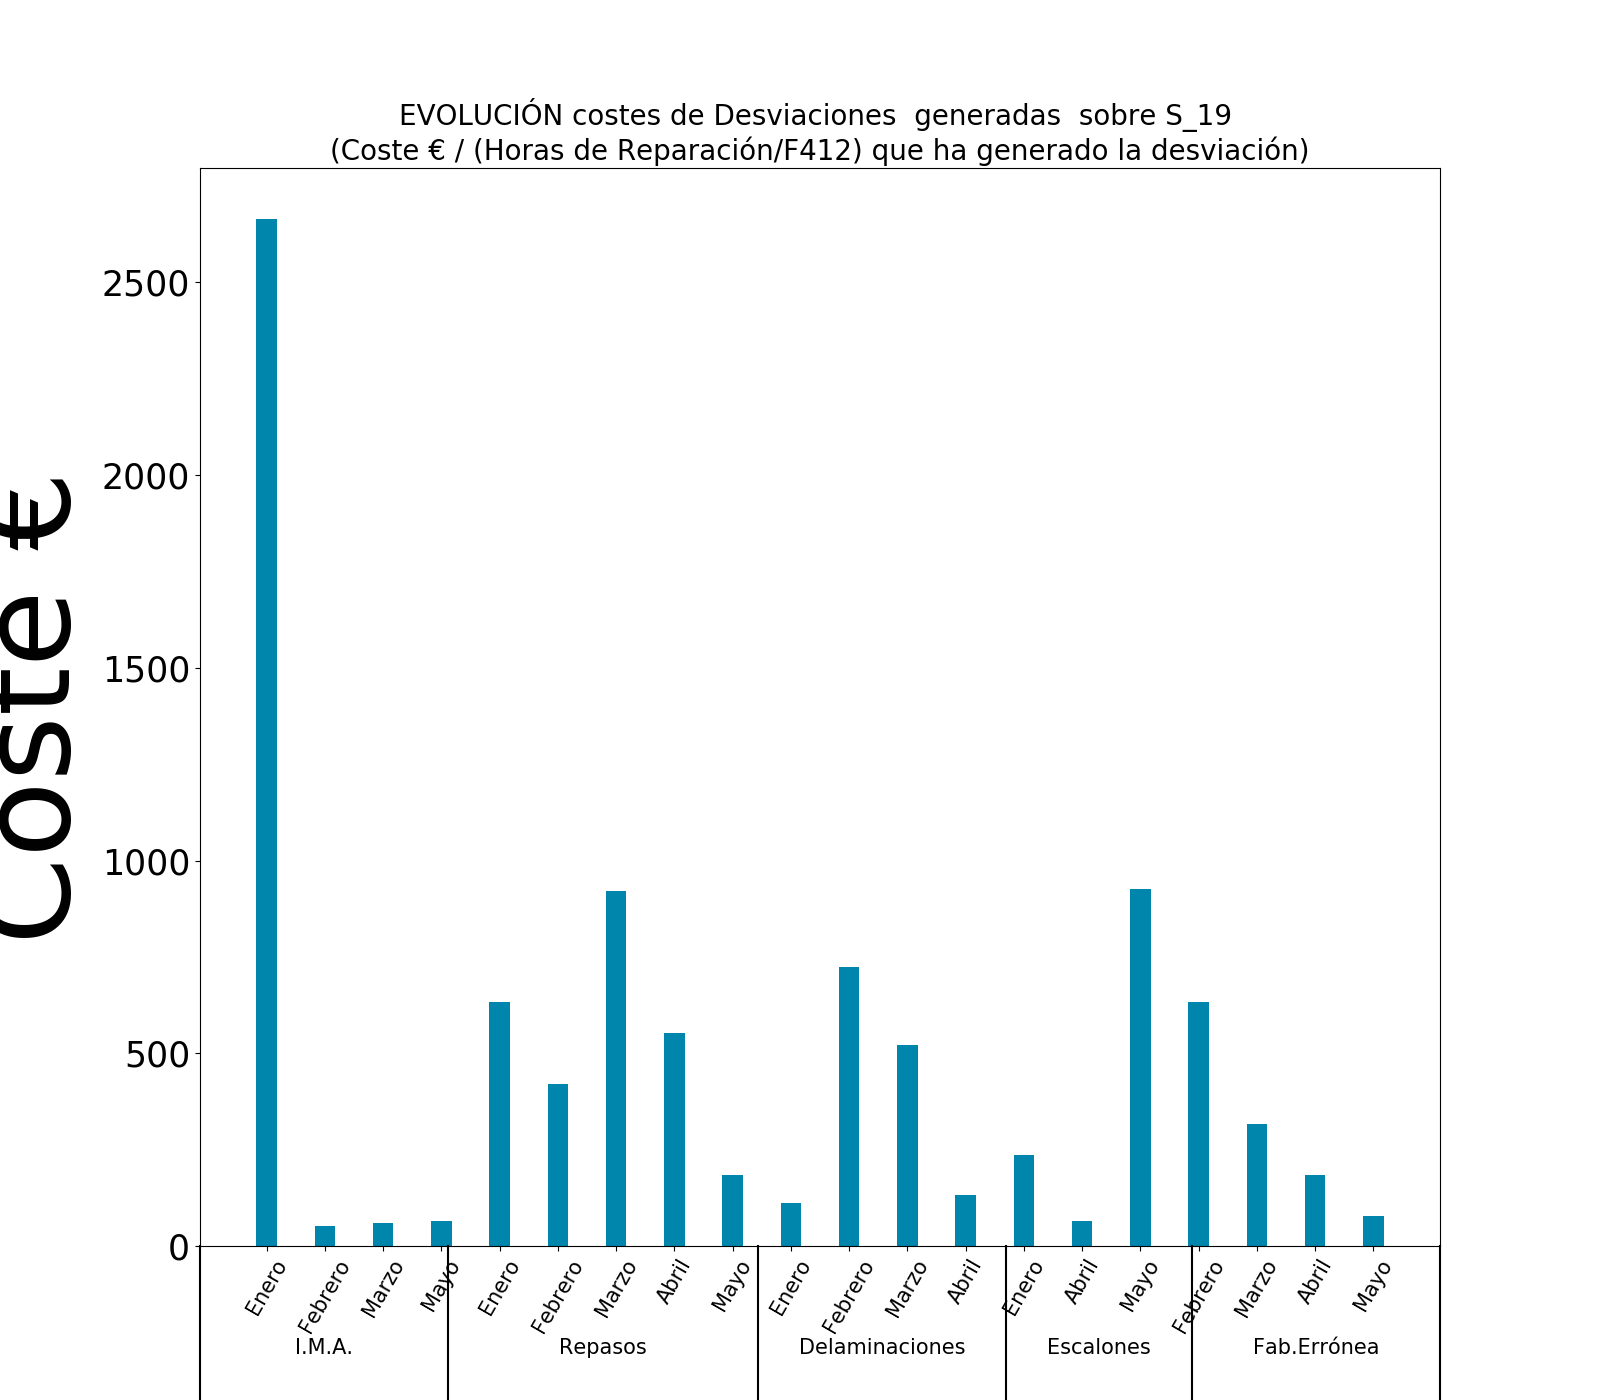 EVOLUCIÓN costes de Desviaciones  generadas  sobre S_19
(Coste € / (Horas de Reparación/F412) que ha generado la desviación)
Coste €
2500
2000
1500
1000
500
0
Enero Febrero Marzo Mayo Enero Febrero Marzo Abril Mayo Enero Febrero Marzo Abril Enero Abril Mayo Febrero Marzo Abril Mayo
I.M.A. Repasos Delaminaciones Escalones Fab.Errónea